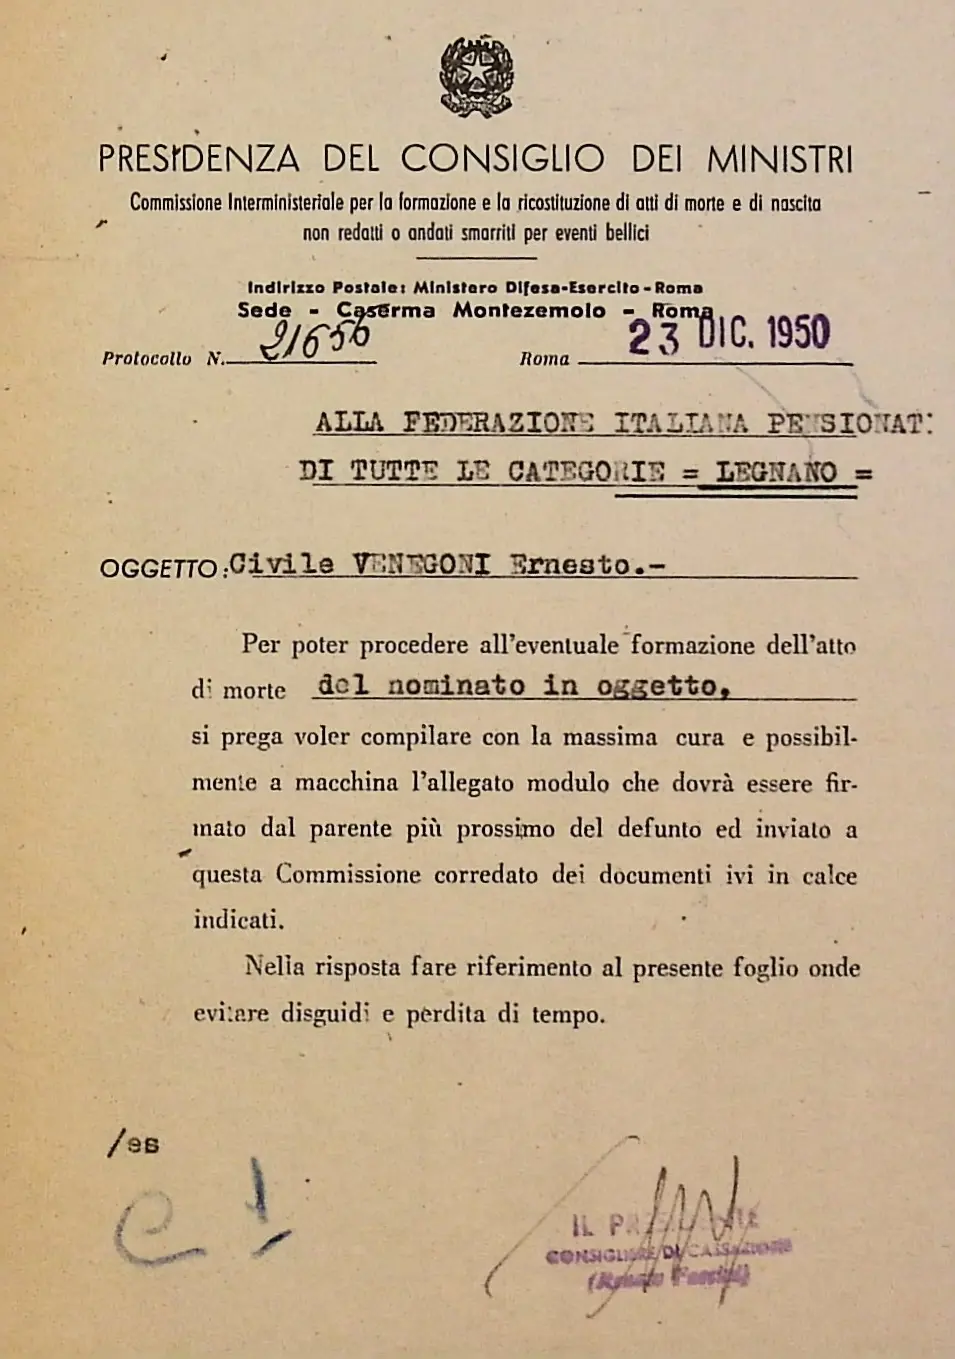 PRESIDENZA DEL CONSIGLIO DEI MINISTRI
Commissione Interministeriale per la formazione e la ricostituzione di atti di morte e di nascita
non redatti o andati smarriti per eventi bellici
Indirizzo Postale: Ministero Difesa-Esercito-Roma
Sede - Caserma Montezemolo - Roma
Protocollo N. 21656 Roma 23 DIC. 1950
ALLA FEDERAZIONE ITALIANA PENSIONATI
DI TUTTE LE CATEGORIE = LEGNANO =
OGGETTO: Civile VENEGONI Ernesto.-
Per poter procedere all'eventuale formazione dell'atto
di morte del nominato in oggetto,
si prega voler compilare con la massima cura e possibil-
mente a macchina l'allegato modulo che dovrà essere fir-
mato dal parente più prossimo del defunto ed inviato a
questa Commissione corredato dei documenti ivi in calce
indicati.
Nella risposta fare riferimento al presente foglio onde
evitare disguidi e perdita di tempo.
/es
IL PRESIDENTE
CONSIGLIERE DI CASSAZIONE
(Renato